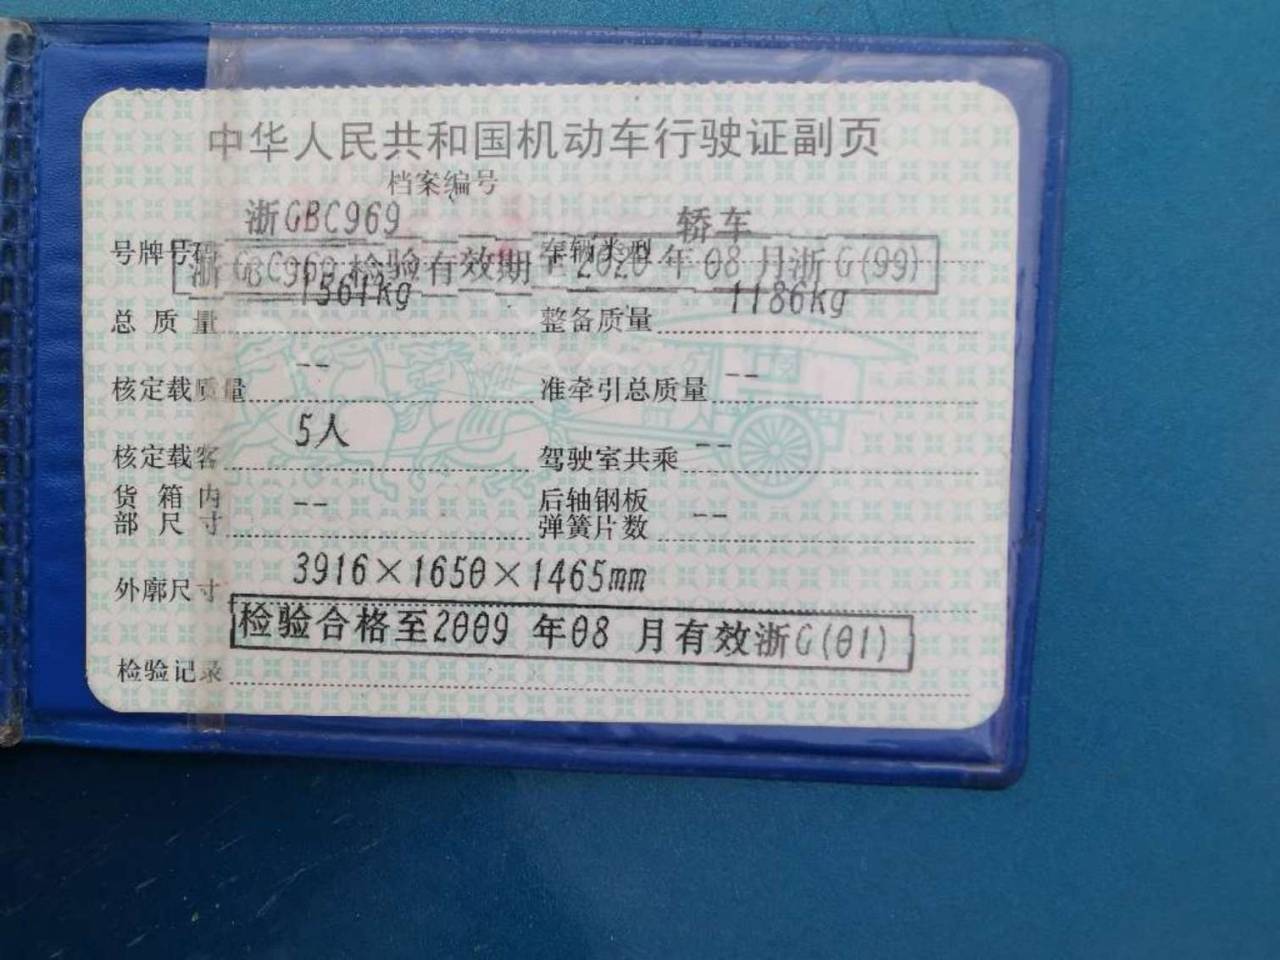 中华人民共和国机动车行驶证副页
档案编号
号牌号码 浙GBC969 车辆类型 轿车
浙GBC969 检验有效期至2020年08月浙G(99)
总质量 1561kg 整备质量 1186kg
核定载质量 -- 准牵引总质量 --
核定载客 5人 驾驶室共乘 --
货箱内部尺寸 -- 后轴钢板弹簧片数 --
外廓尺寸 3916×1650×1465mm
检验合格至2009 年08 月有效浙G(01)
检验记录